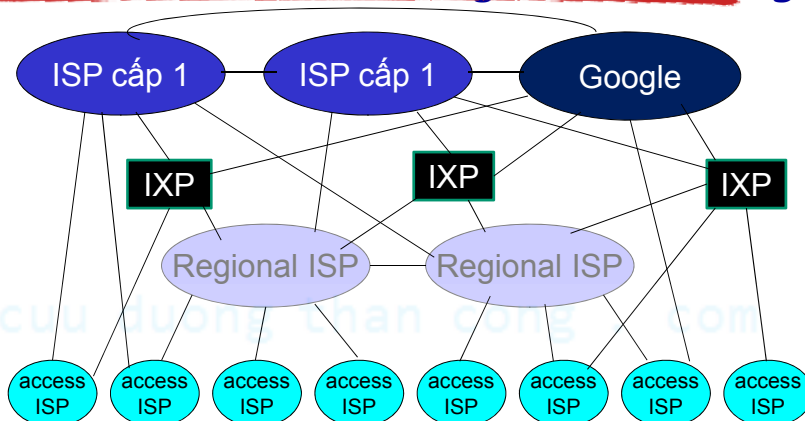 ISP cấp 1
ISP cấp 1
Google
IXP
IXP
IXP
Regional ISP
Regional ISP
cuu duong than cong . com
access
ISP
access
ISP
access
ISP
access
ISP
access
ISP
access
ISP
access
ISP
access
ISP